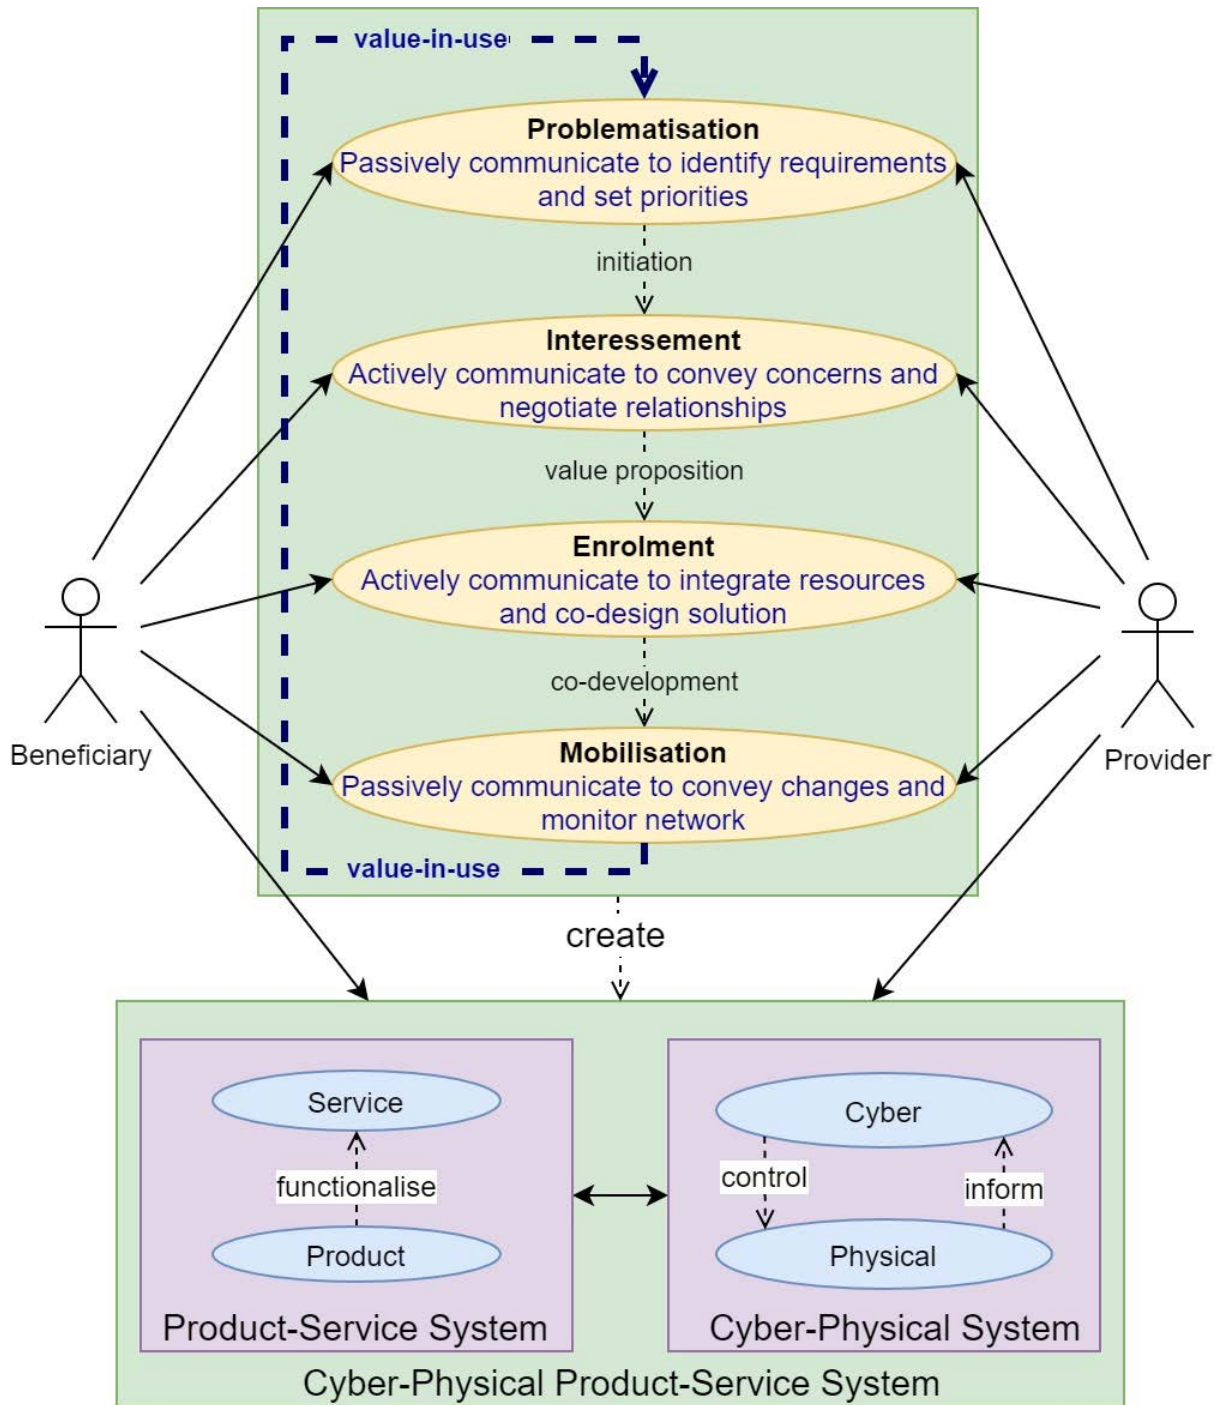 value-in-use
Problematisation
Passively communicate to identify requirements
and set priorities
initiation
Interessement
Actively communicate to convey concerns and
negotiate relationships
value proposition
Enrolment
Actively communicate to integrate resources
and co-design solution
co-development
Beneficiary
Provider
Mobilisation
Passively communicate to convey changes and
monitor network
value-in-use
create
Service
functionalise
Product
Product-Service System
Cyber
control
inform
Physical
Cyber-Physical System
Cyber-Physical Product-Service System